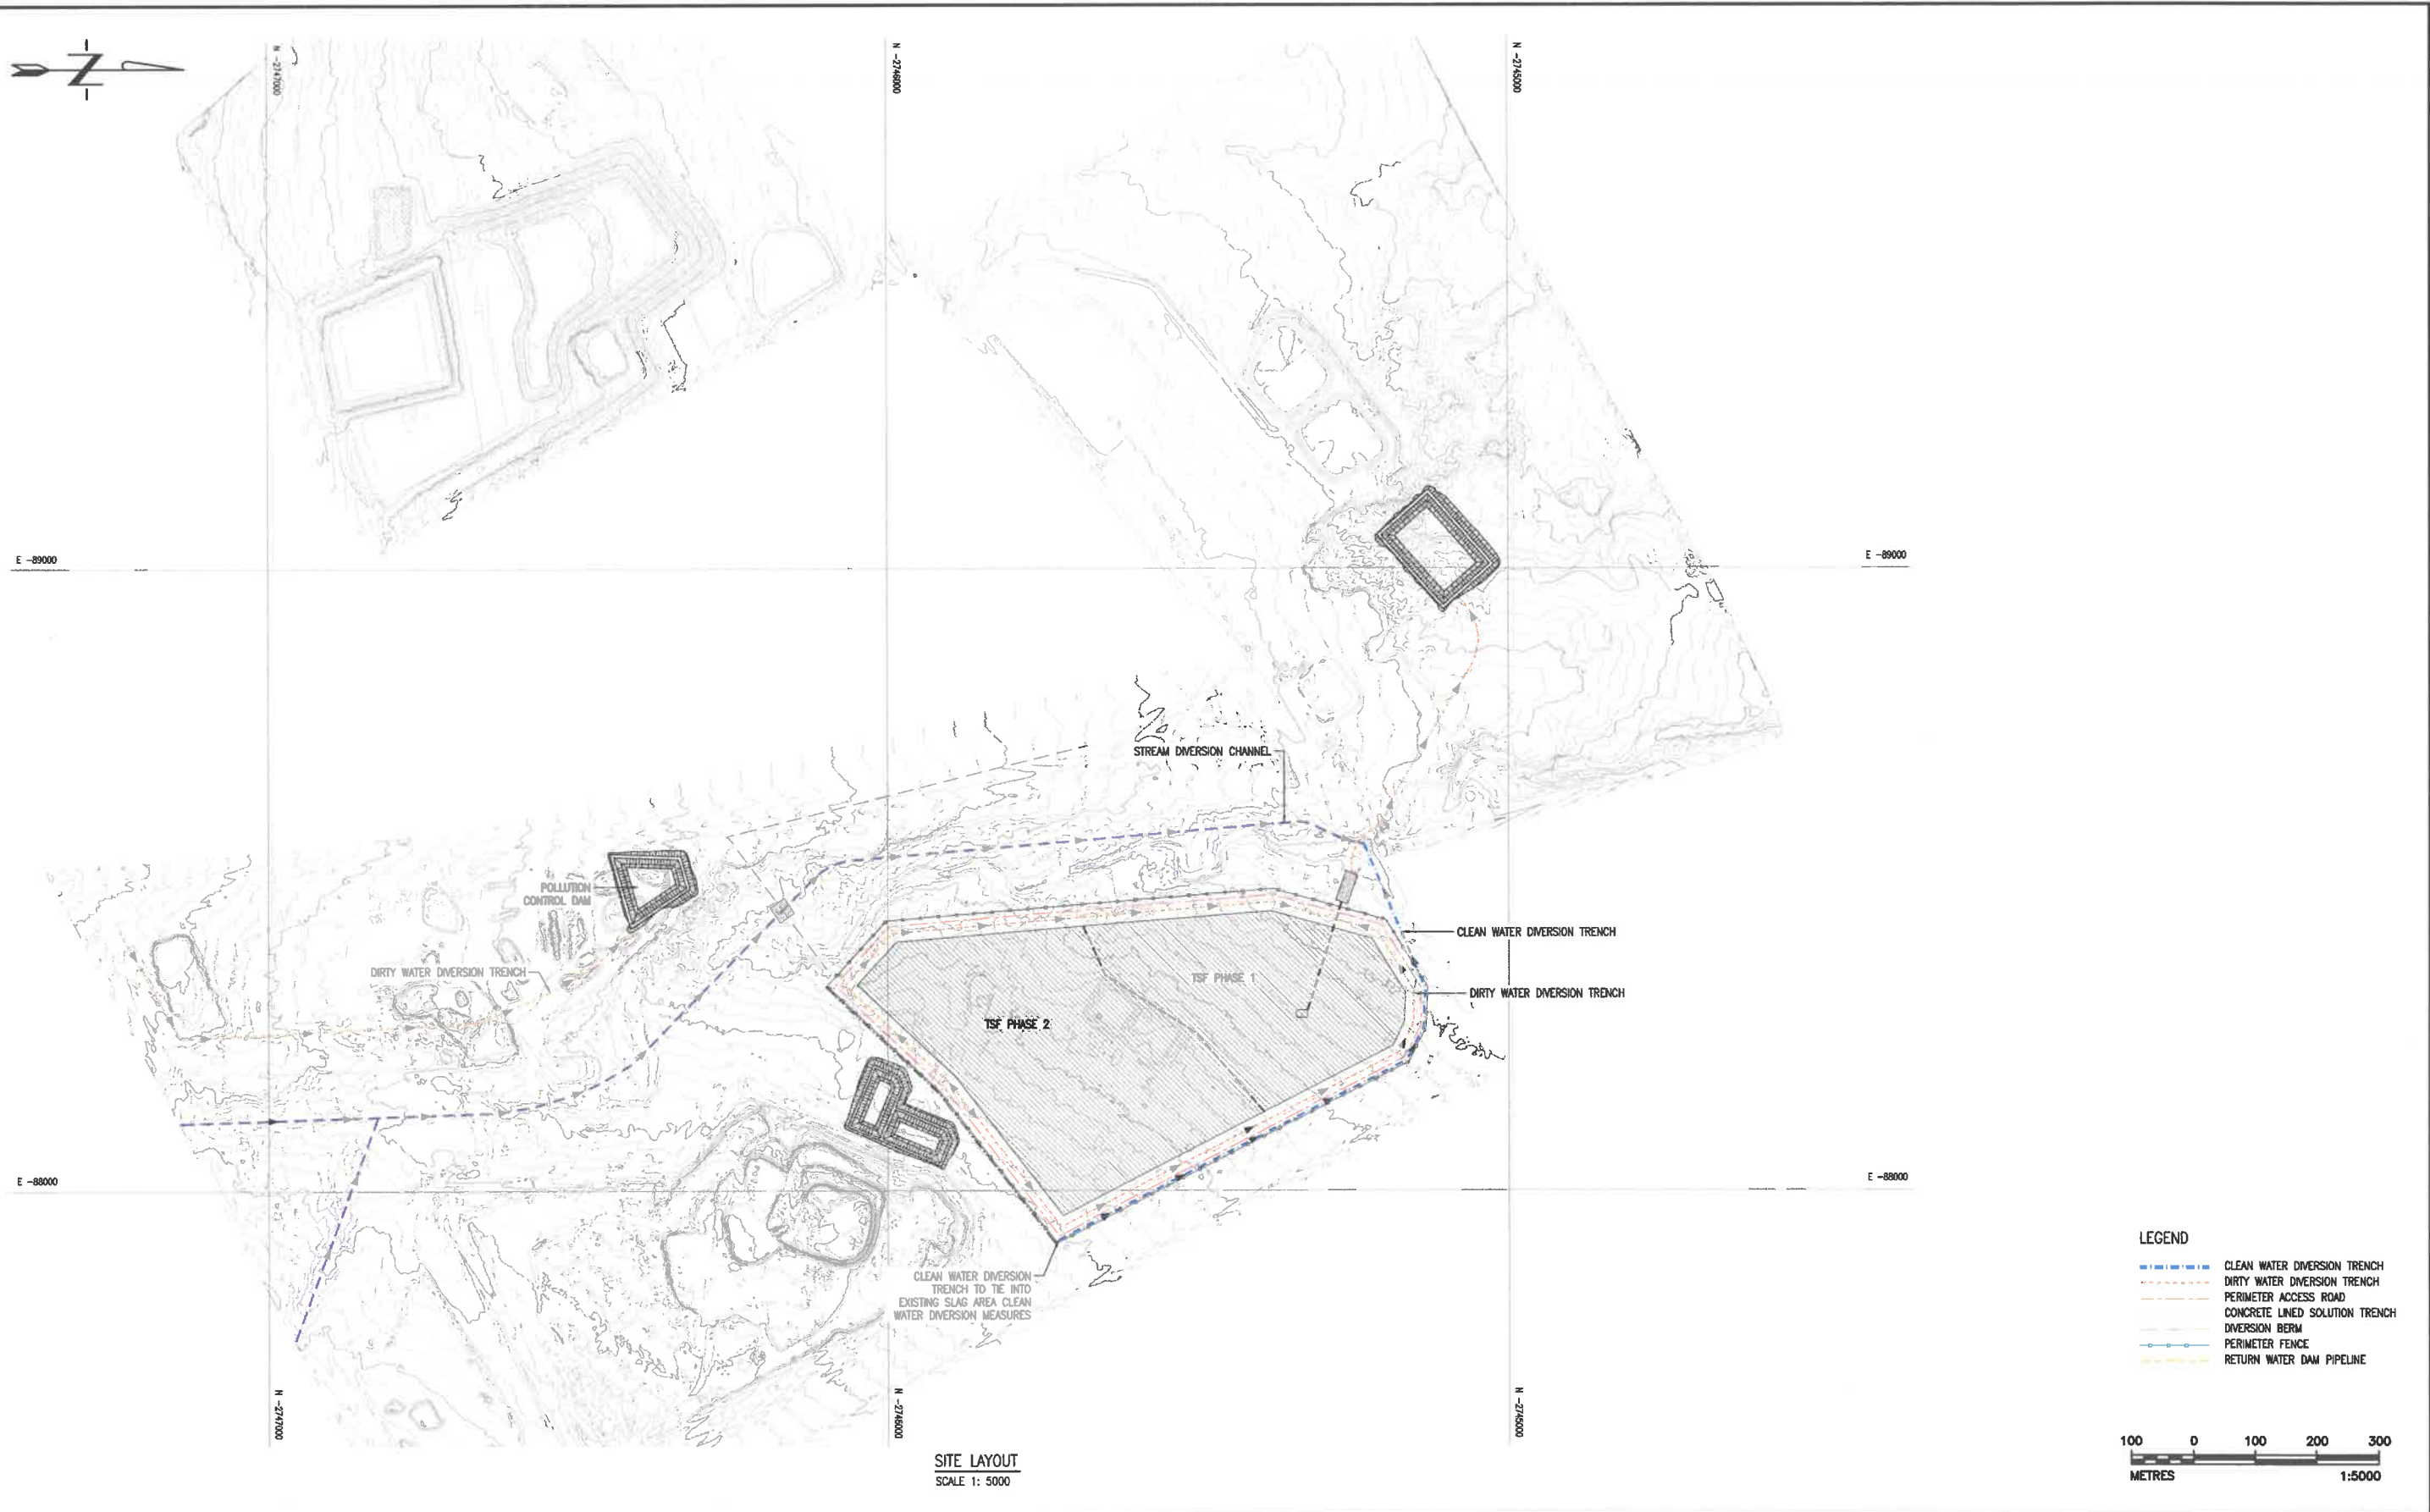 N
N -2747000
N -2746000
N -2745000
E -89000
E -89000
STREAM DIVERSION CHANNEL
POLLUTION
CONTROL DAM
CLEAN WATER DIVERSION TRENCH
DIRTY WATER DIVERSION TRENCH
TSF PHASE 1
DIRTY WATER DIVERSION TRENCH
TSF PHASE 2
E -88000
E -88000
CLEAN WATER DIVERSION
TRENCH TO TIE INTO
EXISTING SLAG AREA CLEAN
WATER DIVERSION MEASURES
N -2747000
N -2746000
N -2745000
SITE LAYOUT
SCALE 1: 5000
LEGEND
CLEAN WATER DIVERSION TRENCH
DIRTY WATER DIVERSION TRENCH
PERIMETER ACCESS ROAD
CONCRETE LINED SOLUTION TRENCH
DIVERSION BERM
PERIMETER FENCE
RETURN WATER DAM PIPELINE
100 0 100 200 300
METRES 1:5000